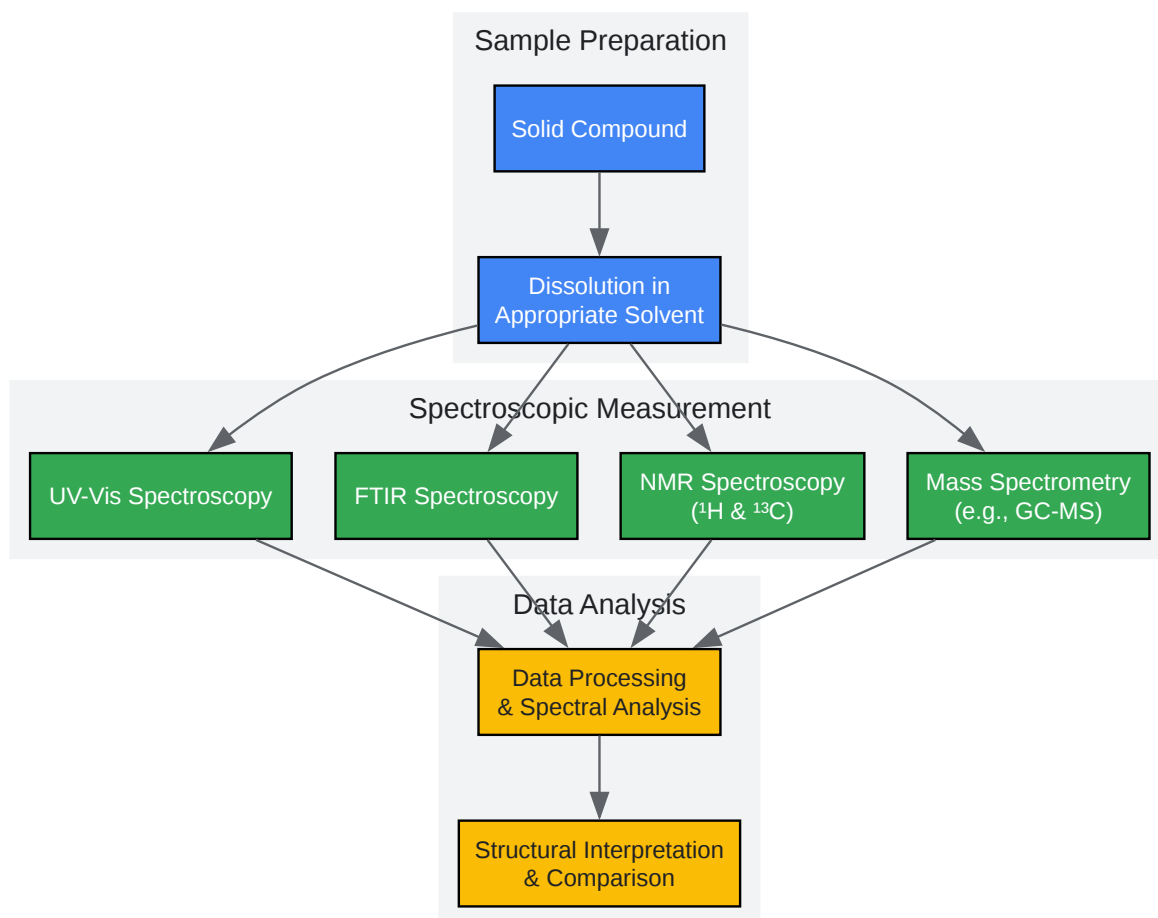 Sample Preparation
Solid Compound
Dissolution in
Appropriate Solvent
Spectroscopic Measurement
UV-Vis Spectroscopy
FTIR Spectroscopy
NMR Spectroscopy
(¹H & ¹³C)
Mass Spectrometry
(e.g., GC-MS)
Data Analysis
Data Processing
& Spectral Analysis
Structural Interpretation
& Comparison